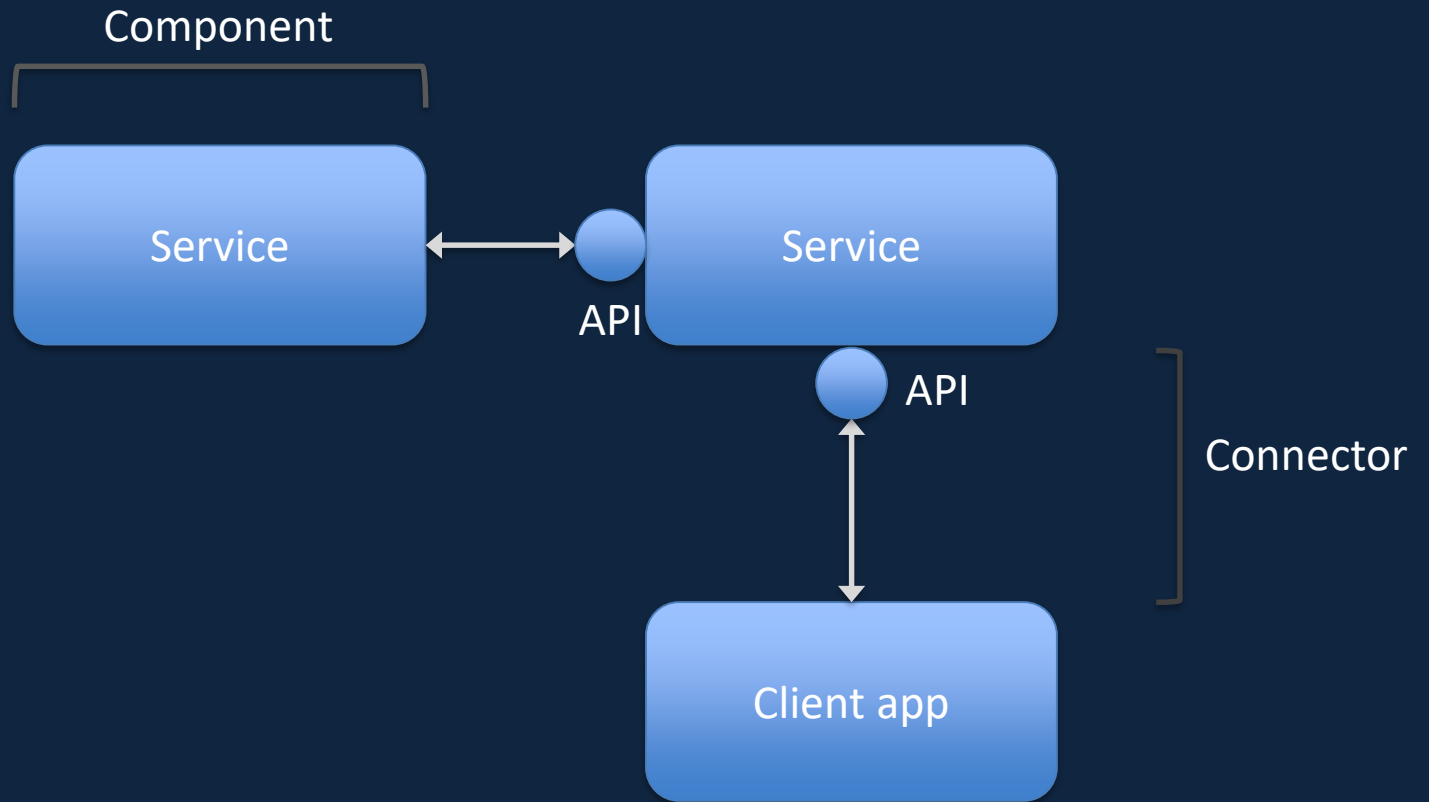 Component
Service
Service
API
API
Connector
Client app